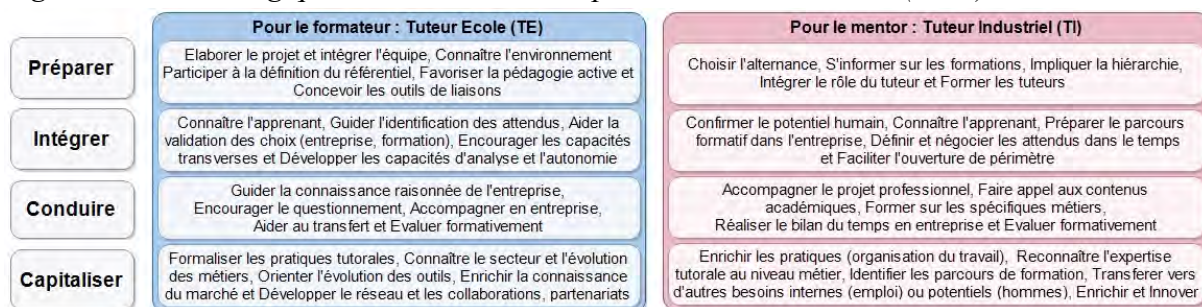 Pour le formateur : Tuteur Ecole (TE)
Pour le mentor : Tuteur Industriel (TI)
Préparer
Elaborer le projet et intégrer l'équipe, Connaître l'environnement
Participer à la définition du référentiel, Favoriser la pédagogie active et
Concevoir les outils de liaisons
Choisir l'alternance, S'informer sur les formations, Impliquer la hiérarchie,
Intégrer le rôle du tuteur et Former les tuteurs
Intégrer
Connaître l'apprenant, Guider l'identification des attendus, Aider la
validation des choix (entreprise, formation), Encourager les capacités
transverses et Développer les capacités d'analyse et l'autonomie
Confirmer le potentiel humain, Connaître l'apprenant, Préparer le parcours
formatif dans l'entreprise, Définir et négocier les attendus dans le temps
et Faciliter l'ouverture de périmètre
Conduire
Guider la connaissance raisonnée de l'entreprise,
Encourager le questionnement, Accompagner en entreprise,
Aider au transfert et Evaluer formativement
Accompagner le projet professionnel, Faire appel aux contenus
académiques, Former sur les spécifiques métiers,
Réaliser le bilan du temps en entreprise et Evaluer formativement
Capitaliser
Formaliser les pratiques tutorales, Connaître le secteur et l'évolution
des métiers, Orienter l'évolution des outils, Enrichir la connaissance
du marché et Développer le réseau et les collaborations, partenariats
Enrichir les pratiques (organisation du travail), Reconnaître l'expertise
tutorale au niveau métier, Identifier les parcours de formation, Transferer vers
d'autres besoins internes (emploi) ou potentiels (hommes), Enrichir et Innover